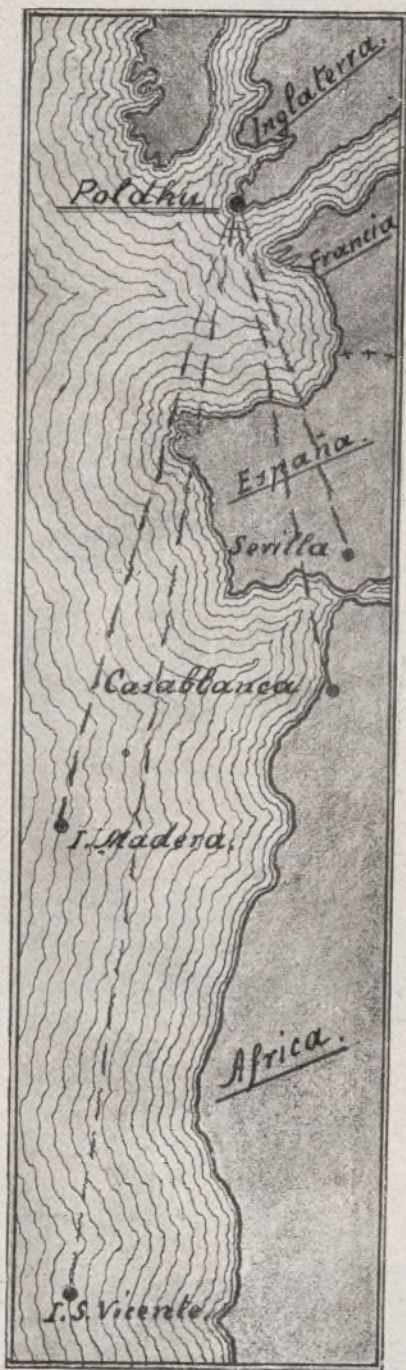 Inglaterra.
Poldhu
Francia
España.
Sevilla
Casablanca
I. Madera.
Africa.
I. S. Vicente.